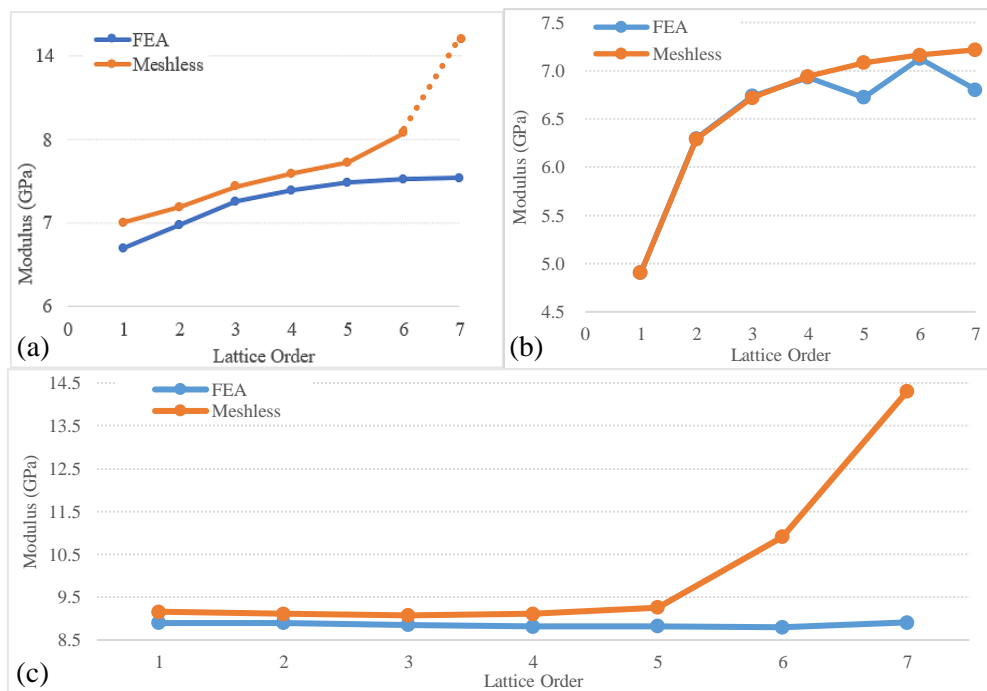 FEA
Meshless
14
8
7
6
Modulus (GPa)
0 1 2 3 4 5 6 7
Lattice Order
(a)
FEA
Meshless
7.5
7.0
6.5
6.0
5.5
5.0
4.5
Modulus (GPa)
0 1 2 3 4 5 6 7
Lattice Order
(b)
FEA
Meshless
14.5
13.5
12.5
11.5
10.5
9.5
8.5
Modulus (GPa)
1 2 3 4 5 6 7
Lattice Order
(c)